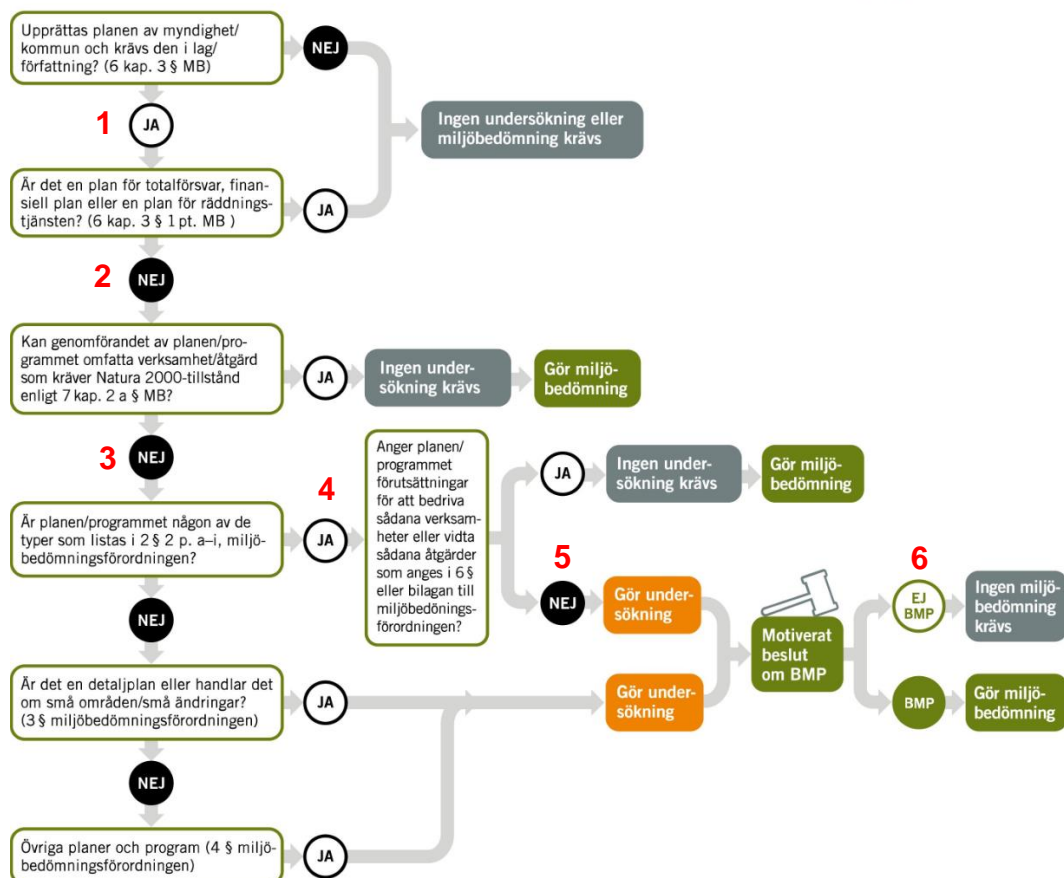 Upprättas planen av myndighet/
kommun och krävs den i lag/
författning? (6 kap. 3 § MB)
NEJ
1
JA
Ingen undersökning eller
miljöbedömning krävs
Är det en plan för totalförsvar, finan-
siell plan eller en plan för räddnings-
tjänsten? (6 kap. 3 § 1 pt. MB )
JA
2
NEJ
Kan genomförandet av planen/pro-
grammet omfatta verksamhet/åtgärd
som kräver Natura 2000-tillstånd
enligt 7 kap. 2 a § MB?
JA
Ingen under-
sökning krävs
Gör miljö-
bedömning
3
NEJ
Är planen/programmet någon av de
typer som listas i 2 § 2 p. a–i, miljö-
bedömningsförordningen?
4
JA
Anger planen/
programmet
förutsättningar
för att bedriva
sådana verksam-
heter eller vidta
sådana åtgärder
som anges i 6 §
eller bilagan till
miljöbedönings-
förordningen?
JA
Ingen under-
sökning krävs
Gör miljö-
bedömning
5
NEJ
Gör under-
sökning
Motiverat
beslut
om BMP
6
EJ
BMP
Ingen miljö-
bedömning
krävs
BMP
Gör miljö-
bedömning
NEJ
Är det en detaljplan eller handlar det
om små områden/små ändringar?
(3 § miljöbedömningsförordningen)
JA
Gör under-
sökning
NEJ
Övriga planer och program (4 § miljö-
bedömningsförordningen)
JA